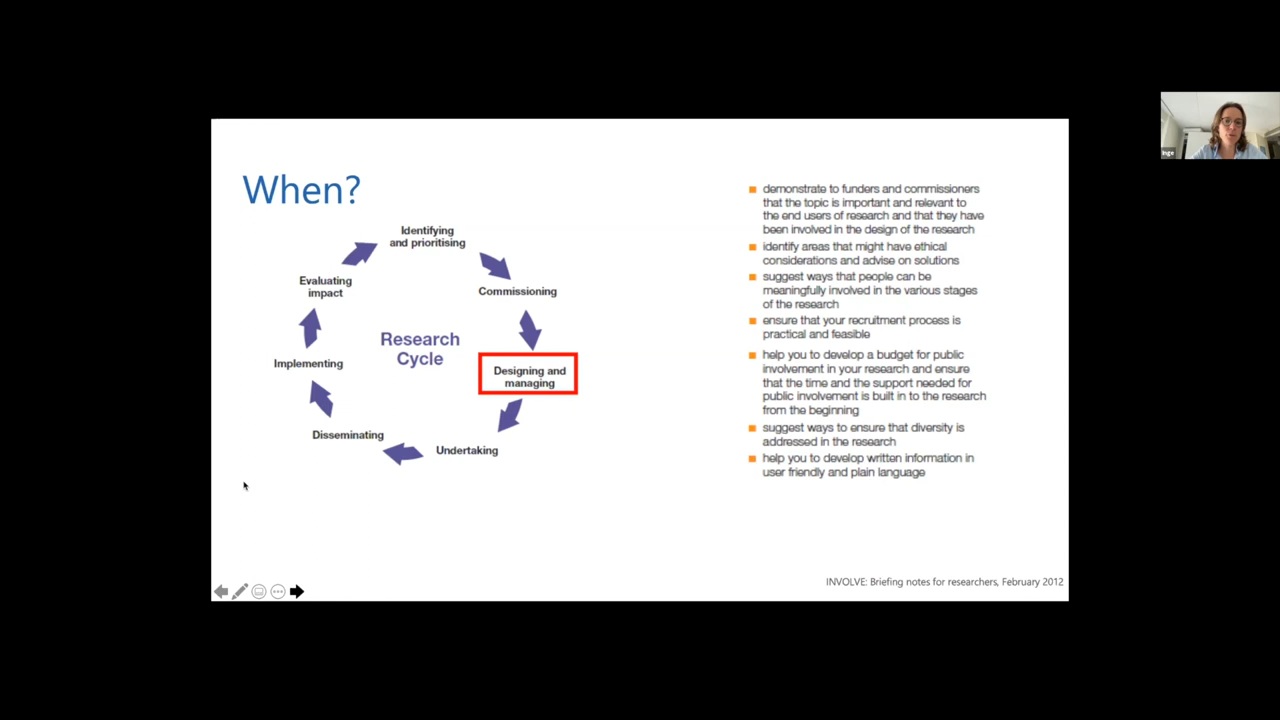 When?
Identifying
and prioritising
Commissioning
Designing and
managing
Undertaking
Disseminating
Implementing
Evaluating
impact
Research
Cycle
demonstrate to funders and commissioners
that the topic is important and relevant to
the end users of research and that they have
been involved in the design of the research
identify areas that might have ethical
considerations and advise on solutions
suggest ways that people can be
meaningfully involved in the various stages
of the research
ensure that your recruitment process is
practical and feasible
help you to develop a budget for public
involvement in your research and ensure
that the time and the support needed for
public involvement is built in to the research
from the beginning
suggest ways to ensure that diversity is
addressed in the research
help you to develop written information in
user friendly and plain language
INVOLVE: Briefing notes for researchers, February 2012
Inge